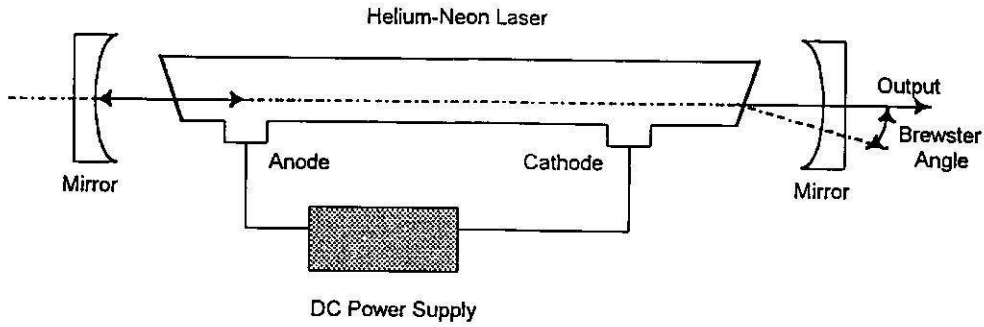 Helium-Neon Laser
Output
Brewster
Angle
Anode
Cathode
Mirror
Mirror
DC Power Supply